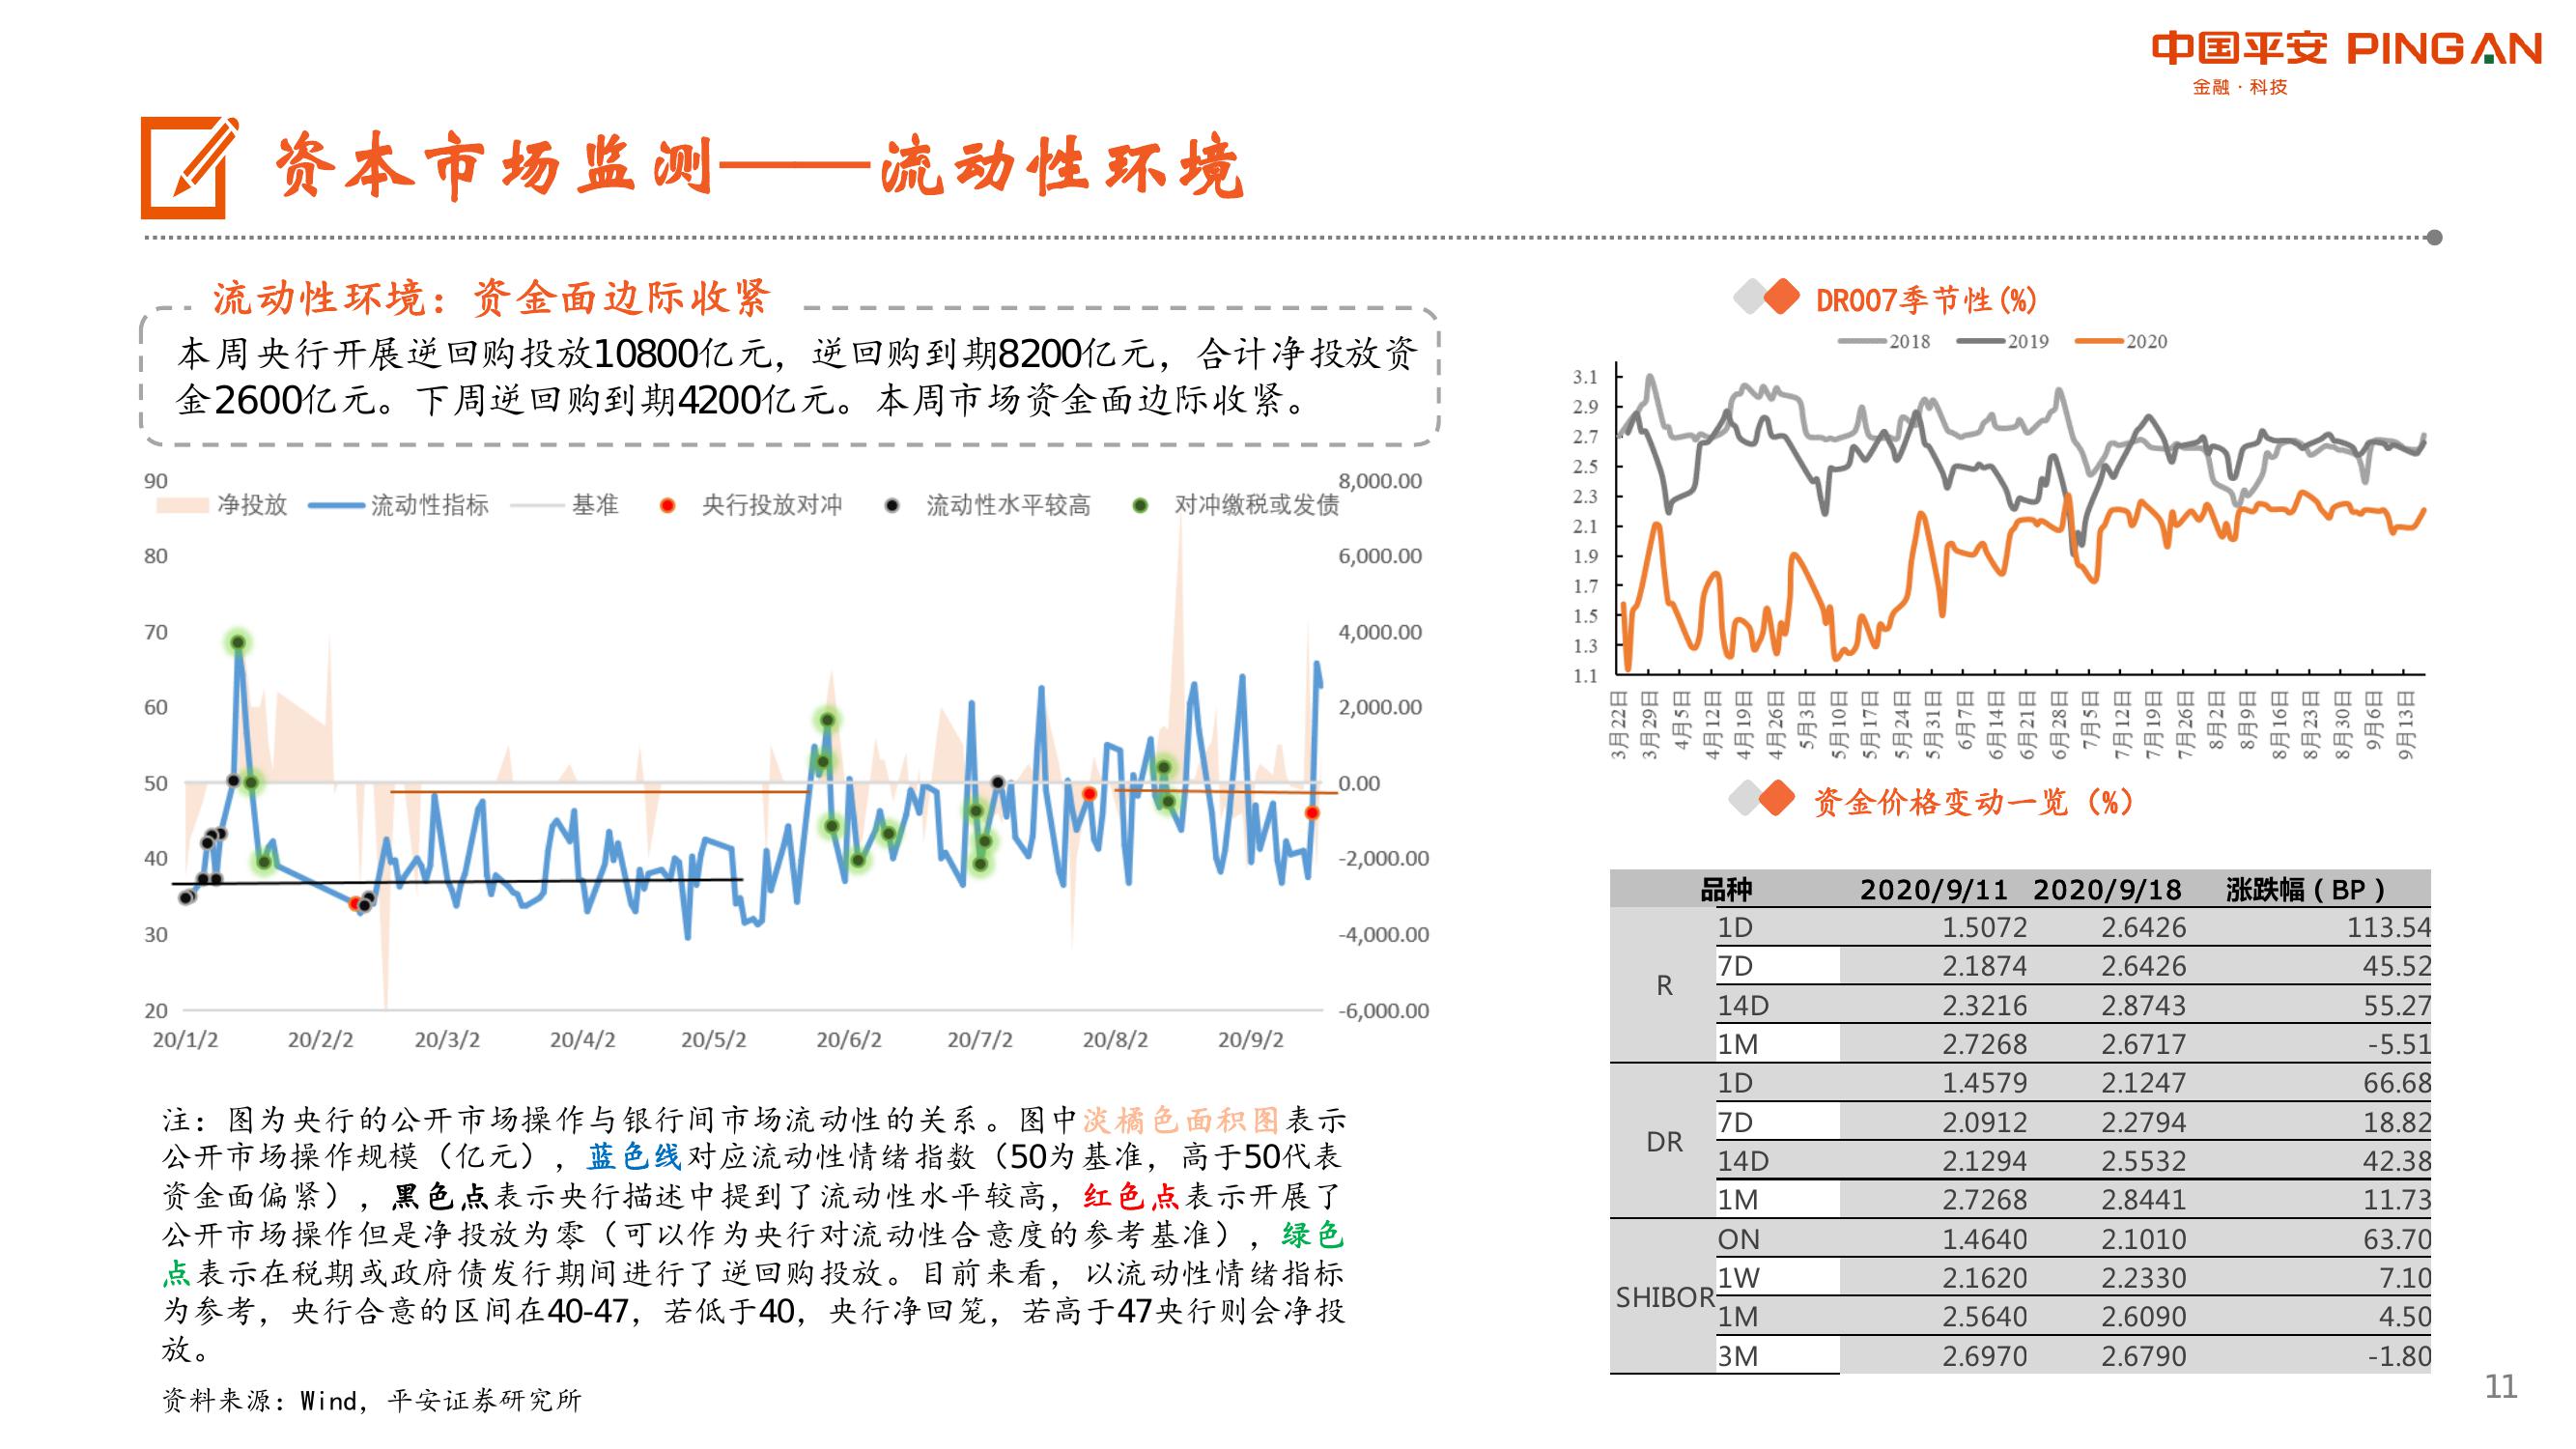 中国平安 PINGAN
金融·科技
资本市场监测——流动性环境
流动性环境：资金面边际收紧
本周央行开展逆回购投放10800亿元，逆回购到期8200亿元，合计净投放资
金2600亿元。下周逆回购到期4200亿元。本周市场资金面边际收紧。
90 8,000.00
净投放 流动性指标 基准 央行投放对冲 流动性水平较高 对冲缴税或发债
80 6,000.00
70 4,000.00
60 2,000.00
50 0.00
40 -2,000.00
30 -4,000.00
20 -6,000.00
20/1/2 20/2/2 20/3/2 20/4/2 20/5/2 20/6/2 20/7/2 20/8/2 20/9/2
注：图为央行的公开市场操作与银行间市场流动性的关系。图中淡橘色面积图表示
公开市场操作规模（亿元），蓝色线对应流动性情绪指数（50为基准，高于50代表
资金面偏紧），黑色点表示央行描述中提到了流动性水平较高，红色点表示开展了
公开市场操作但是净投放为零（可以作为央行对流动性合意度的参考基准），绿色
点表示在税期或政府债发行期间进行了逆回购投放。目前来看，以流动性情绪指标
为参考，央行合意的区间在40-47，若低于40，央行净回笼，若高于47央行则会净投
放。
资料来源：Wind，平安证券研究所
DR007季节性(%)
2018 2019 2020
3.1
2.9
2.7
2.5
2.3
2.1
1.9
1.7
1.5
1.3
1.1
3月22日 3月29日 4月5日 4月12日 4月19日 4月26日 5月3日 5月10日 5月17日 5月24日 5月31日 6月7日 6月14日 6月21日 6月28日 7月5日 7月12日 7月19日 7月26日 8月2日 8月9日 8月16日 8月23日 8月30日 9月6日 9月13日
资金价格变动一览（%）
品种 2020/9/11 2020/9/18 涨跌幅（BP）
R
1D 1.5072 2.6426 113.54
7D 2.1874 2.6426 45.52
14D 2.3216 2.8743 55.27
1M 2.7268 2.6717 -5.51
DR
1D 1.4579 2.1247 66.68
7D 2.0912 2.2794 18.82
14D 2.1294 2.5532 42.38
1M 2.7268 2.8441 11.73
SHIBOR
ON 1.4640 2.1010 63.70
1W 2.1620 2.2330 7.10
1M 2.5640 2.6090 4.50
3M 2.6970 2.6790 -1.80
11